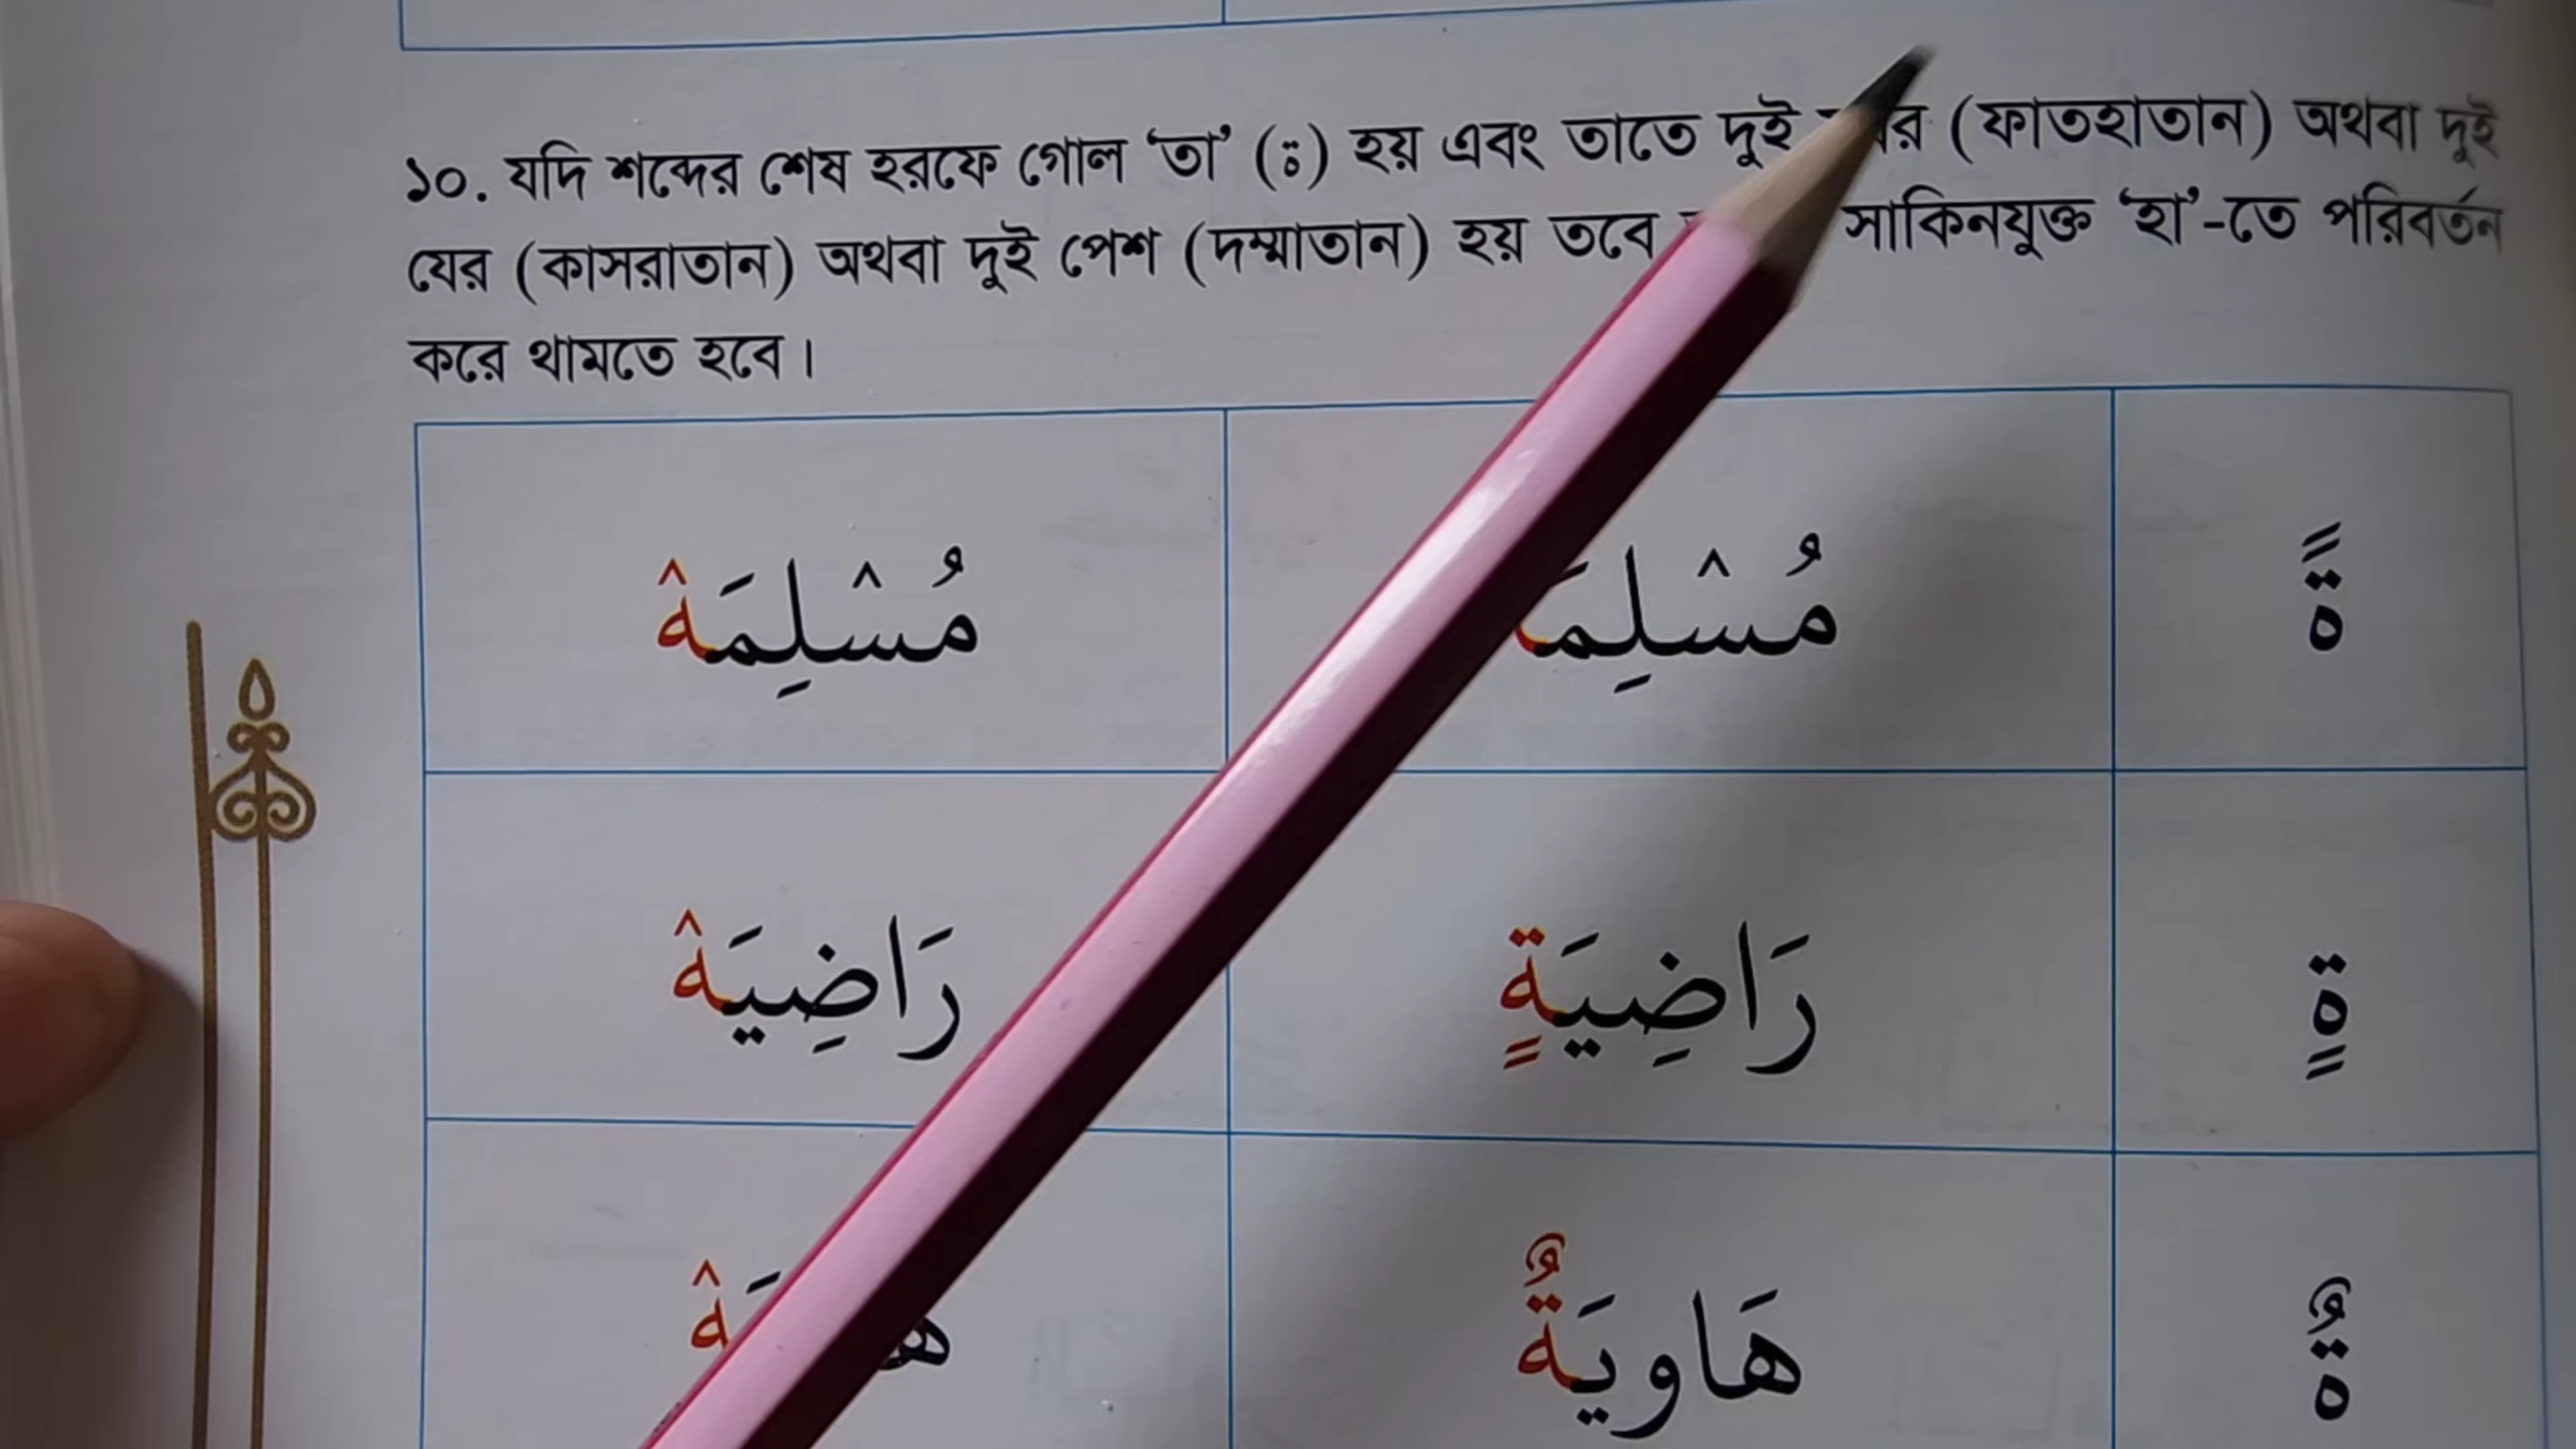 ১০. যদি শব্দের শেষ হরফে গোল ‘তা’ (ة) হয় এবং তাতে দুই (ফাতহাতান) অথবা দুই
যের (কাসরাতান) অথবা দুই পেশ (দম্মাতান) হয় তবে সাকিনযুক্ত ‘হা’-তে পরিবর্তন
করে থামতে হবে।
ةً مُسْلِمَهْ
ةٍ رَاضِيَةٍ رَاضِيَهْ
ةٌ هَاوِيَةٌ